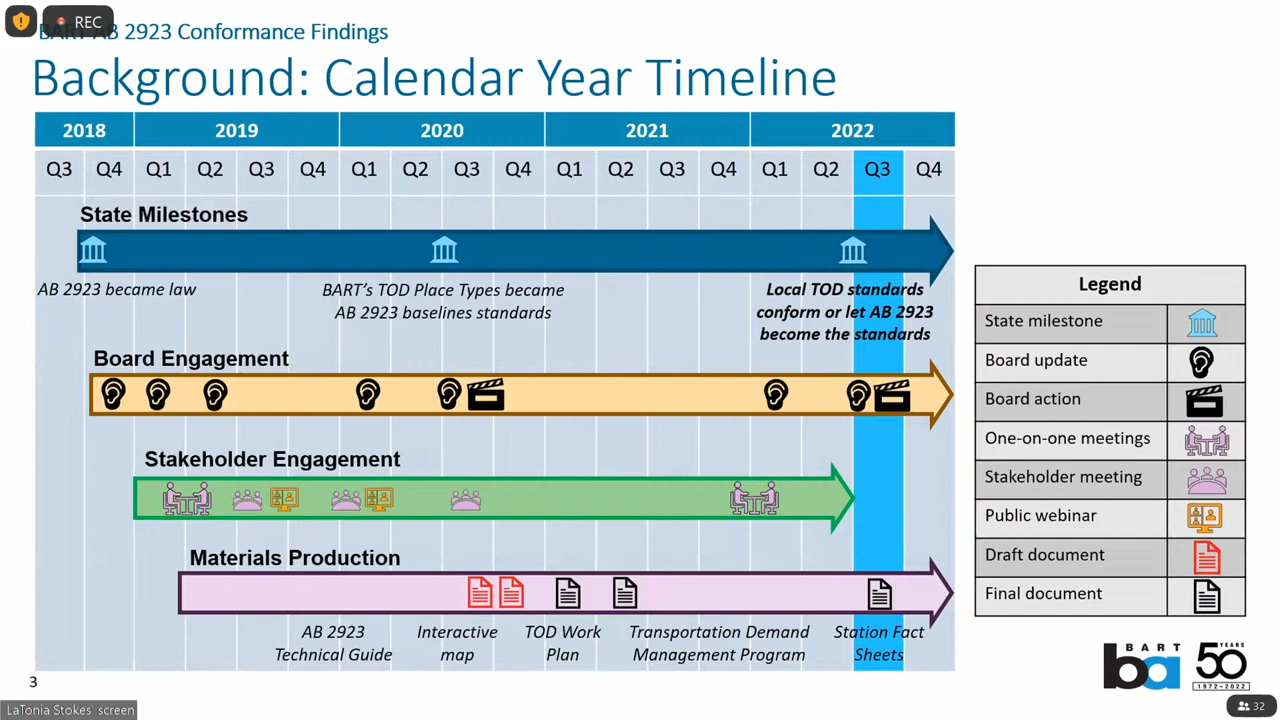 REC
BART AB 2923 Conformance Findings
Background: Calendar Year Timeline
2018 2019 2020 2021 2022
Q3 Q4 Q1 Q2 Q3 Q4 Q1 Q2 Q3 Q4 Q1 Q2 Q3 Q4 Q1 Q2 Q3 Q4
State Milestones
AB 2923 became law
BART's TOD Place Types became
AB 2923 baselines standards
Local TOD standards
conform or let AB 2923
become the standards
Board Engagement
Stakeholder Engagement
Materials Production
AB 2923
Technical Guide
Interactive
map
TOD Work
Plan
Transportation Demand
Management Program
Station Fact
Sheets
Legend
State milestone
Board update
Board action
One-on-one meetings
Stakeholder meeting
Public webinar
Draft document
Final document
BART
ba
50 YEARS
1972-2022
3
LaTonia Stokes' screen
32